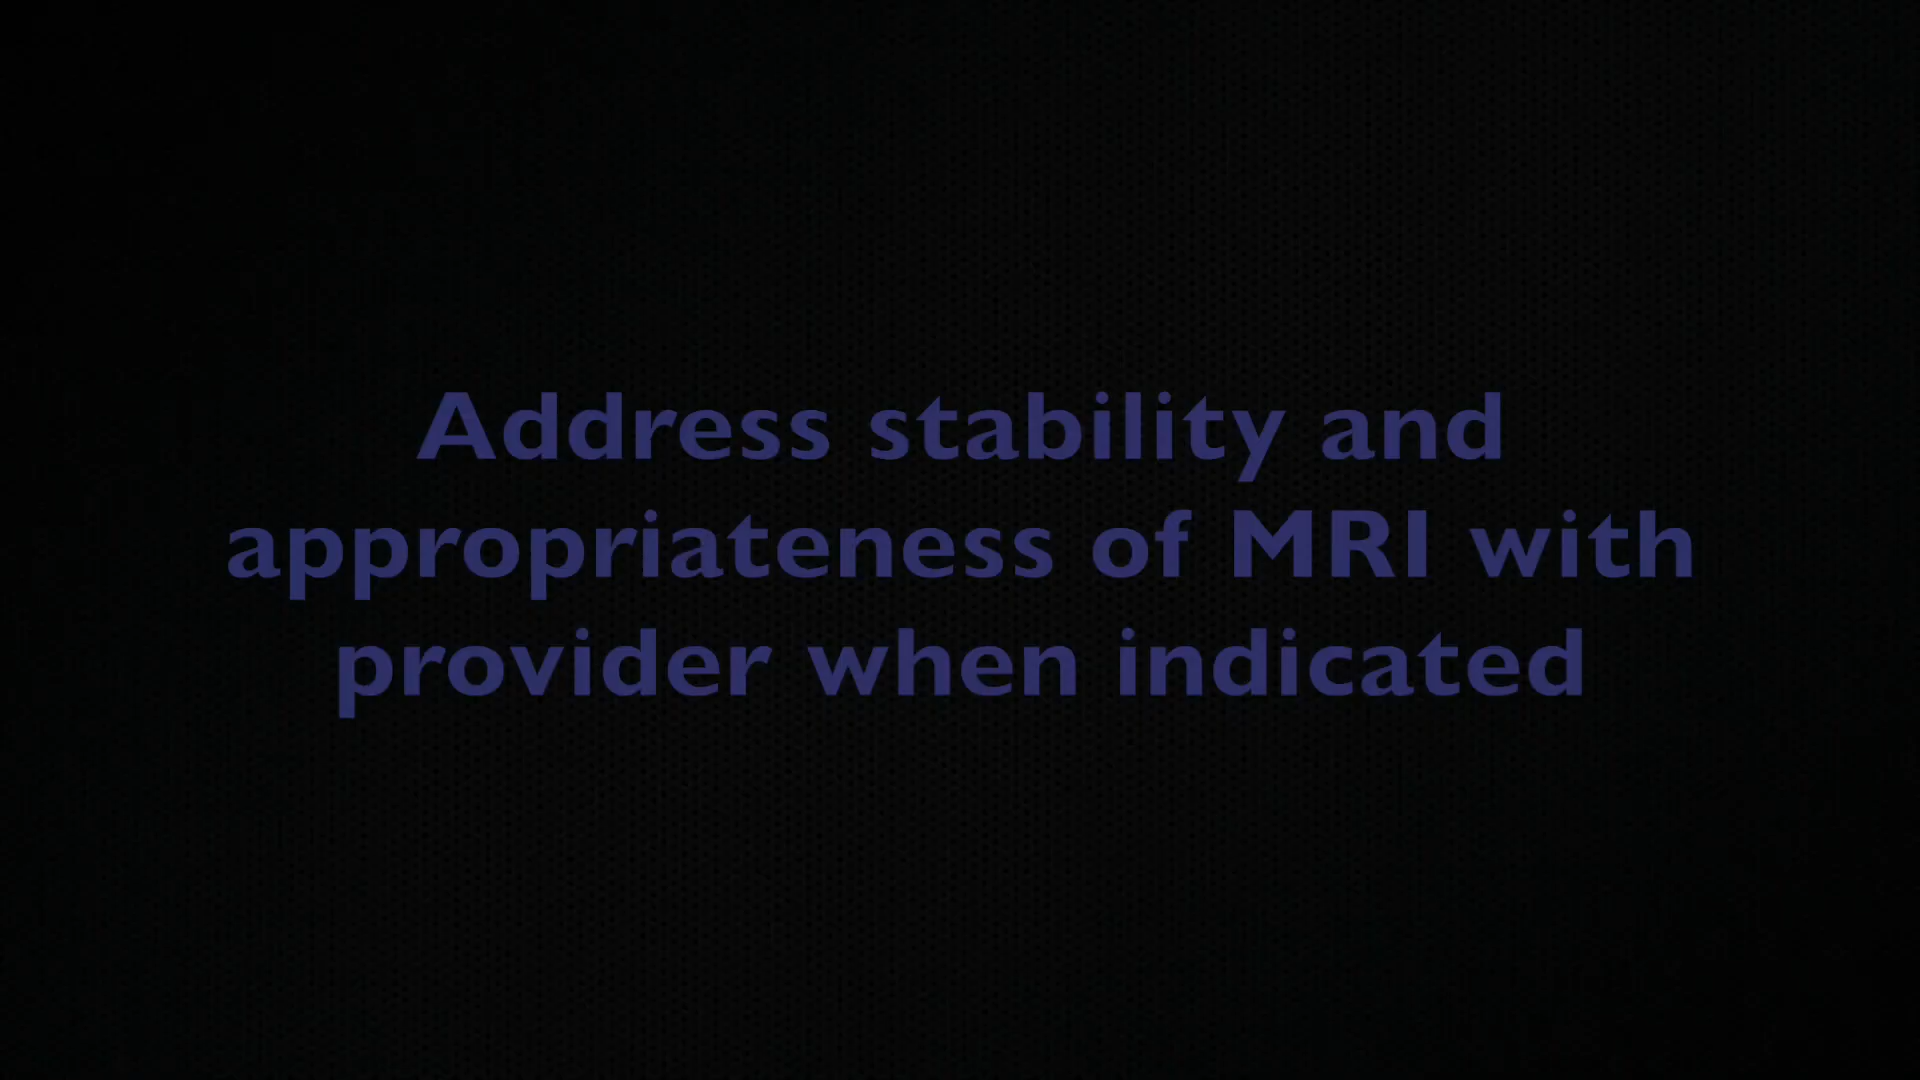 Address stability and
appropriateness of MRI with
provider when indicated